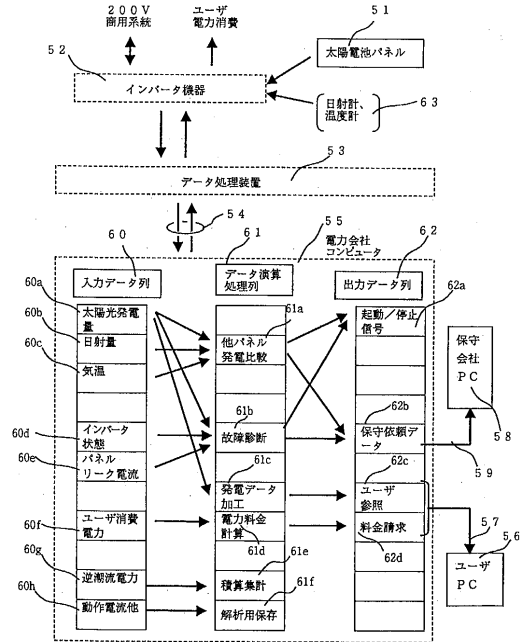 200V
商用系統
ユーザ
電力消費
51
52
太陽電池パネル
インバータ機器
日射計、
温度計
63
53
データ処理装置
54
60
61
55
電力会社
コンピュータ
62
入力データ列
データ演算
処理列
出力データ列
60a
太陽光発電
量
61a
起動/停止
信号
62a
60b
日射量
他パネル
発電比較
60c
気温
保守
会社
PC
58
60d
インバータ
状態
61b
故障診断
62b
保守依頼デ
ータ
59
60e
パネル
リーク電流
61c
発電データ
加工
62c
ユーザ
参照
60f
ユーザ消費
電力
電力料金
計算
61d
料金請求
62d
57
56
ユーザ
PC
60g
逆潮流電力
61e
積算集計
60h
動作電流他
61f
解析用保存